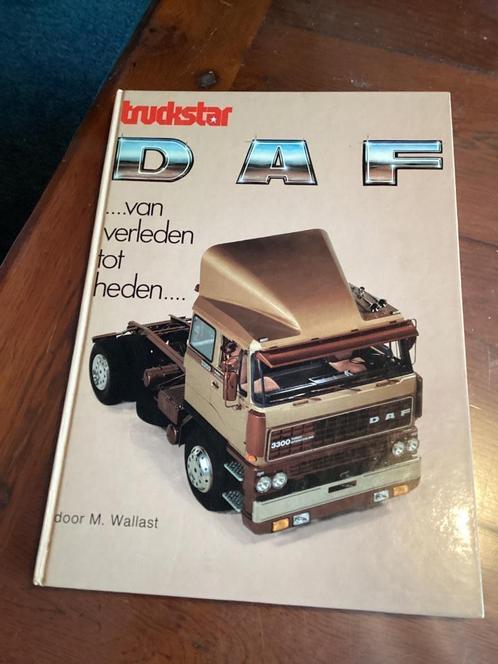 truckstar
DAF
....van
verleden
tot
heden....
DAF
3300
door M. Wallast